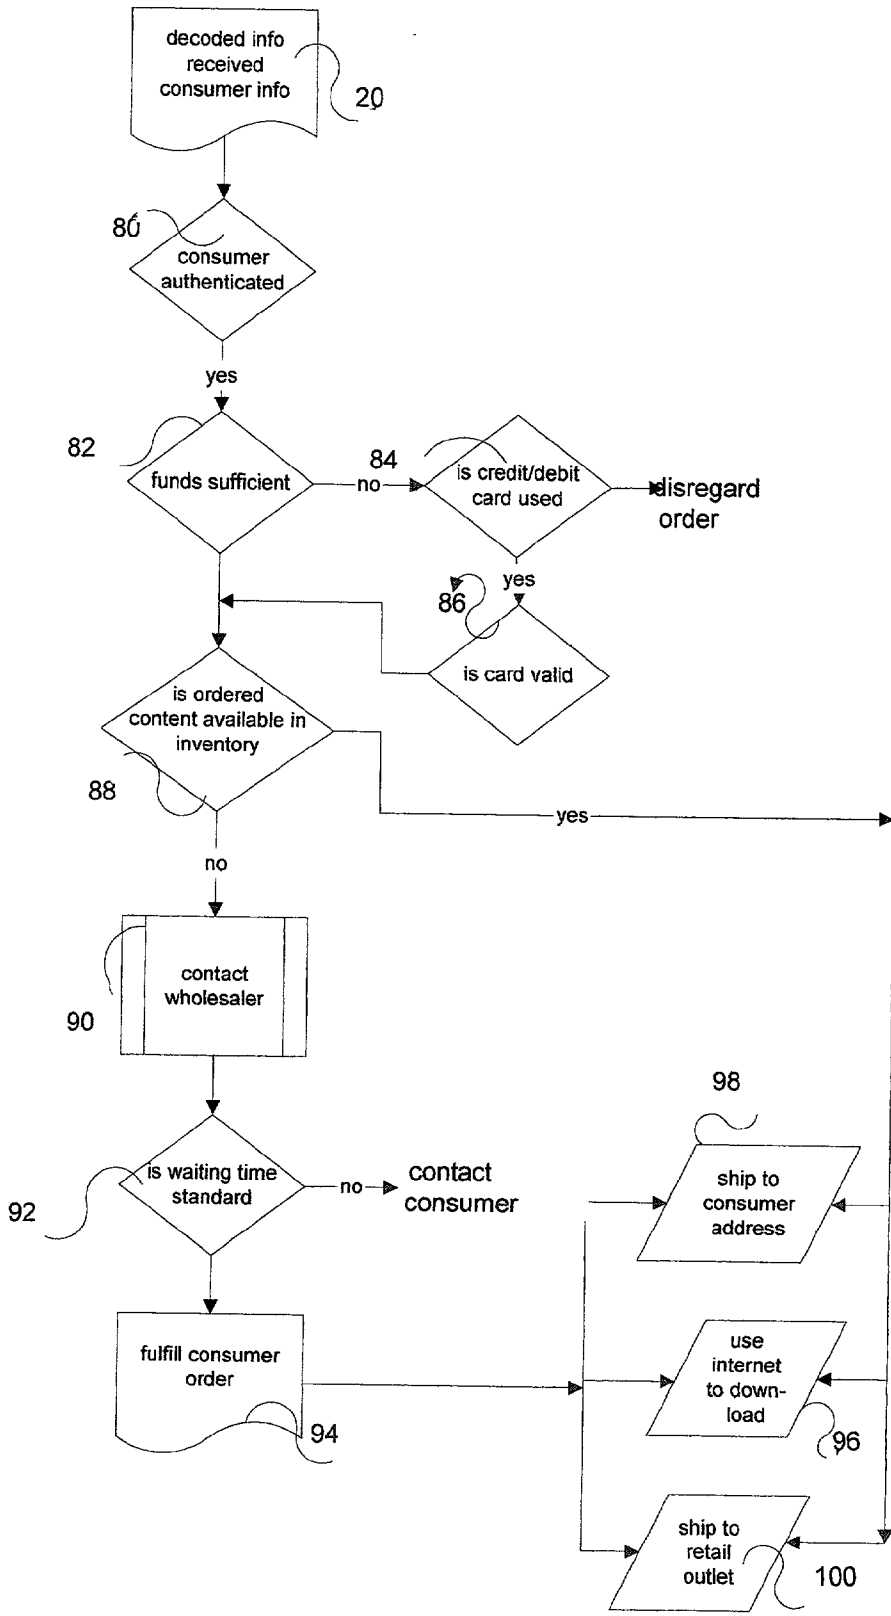 decoded info
received
consumer info
20
80
consumer
authenticated
yes
82
funds sufficient
no
84
is credit/debit
card used
disregard
order
yes
86
is card valid
is ordered
content available in
inventory
88
yes
no
contact
wholesaler
90
98
ship to
consumer
address
is waiting time
standard
no
contact
consumer
92
fulfill consumer
order
94
use
internet
to down-
load
96
ship to
retail
outlet
100